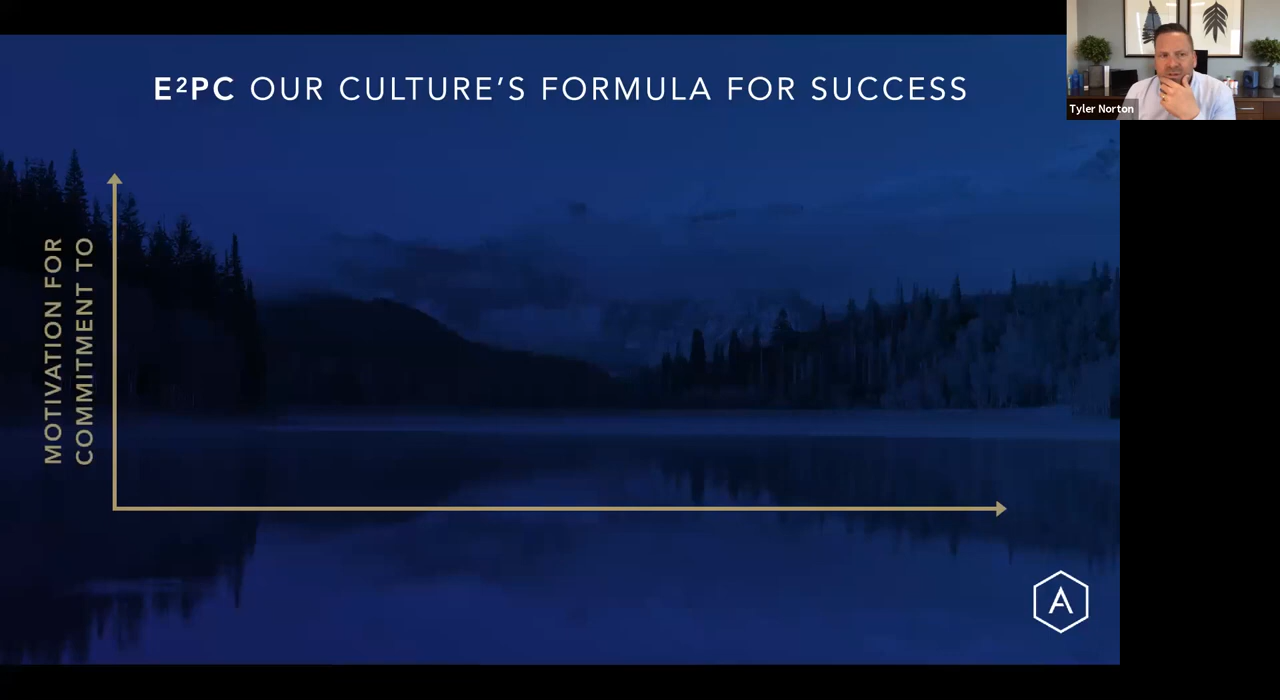 E²PC OUR CULTURE'S FORMULA FOR SUCCESS
Tyler Norton
MOTIVATION FOR
COMMITMENT TO
A